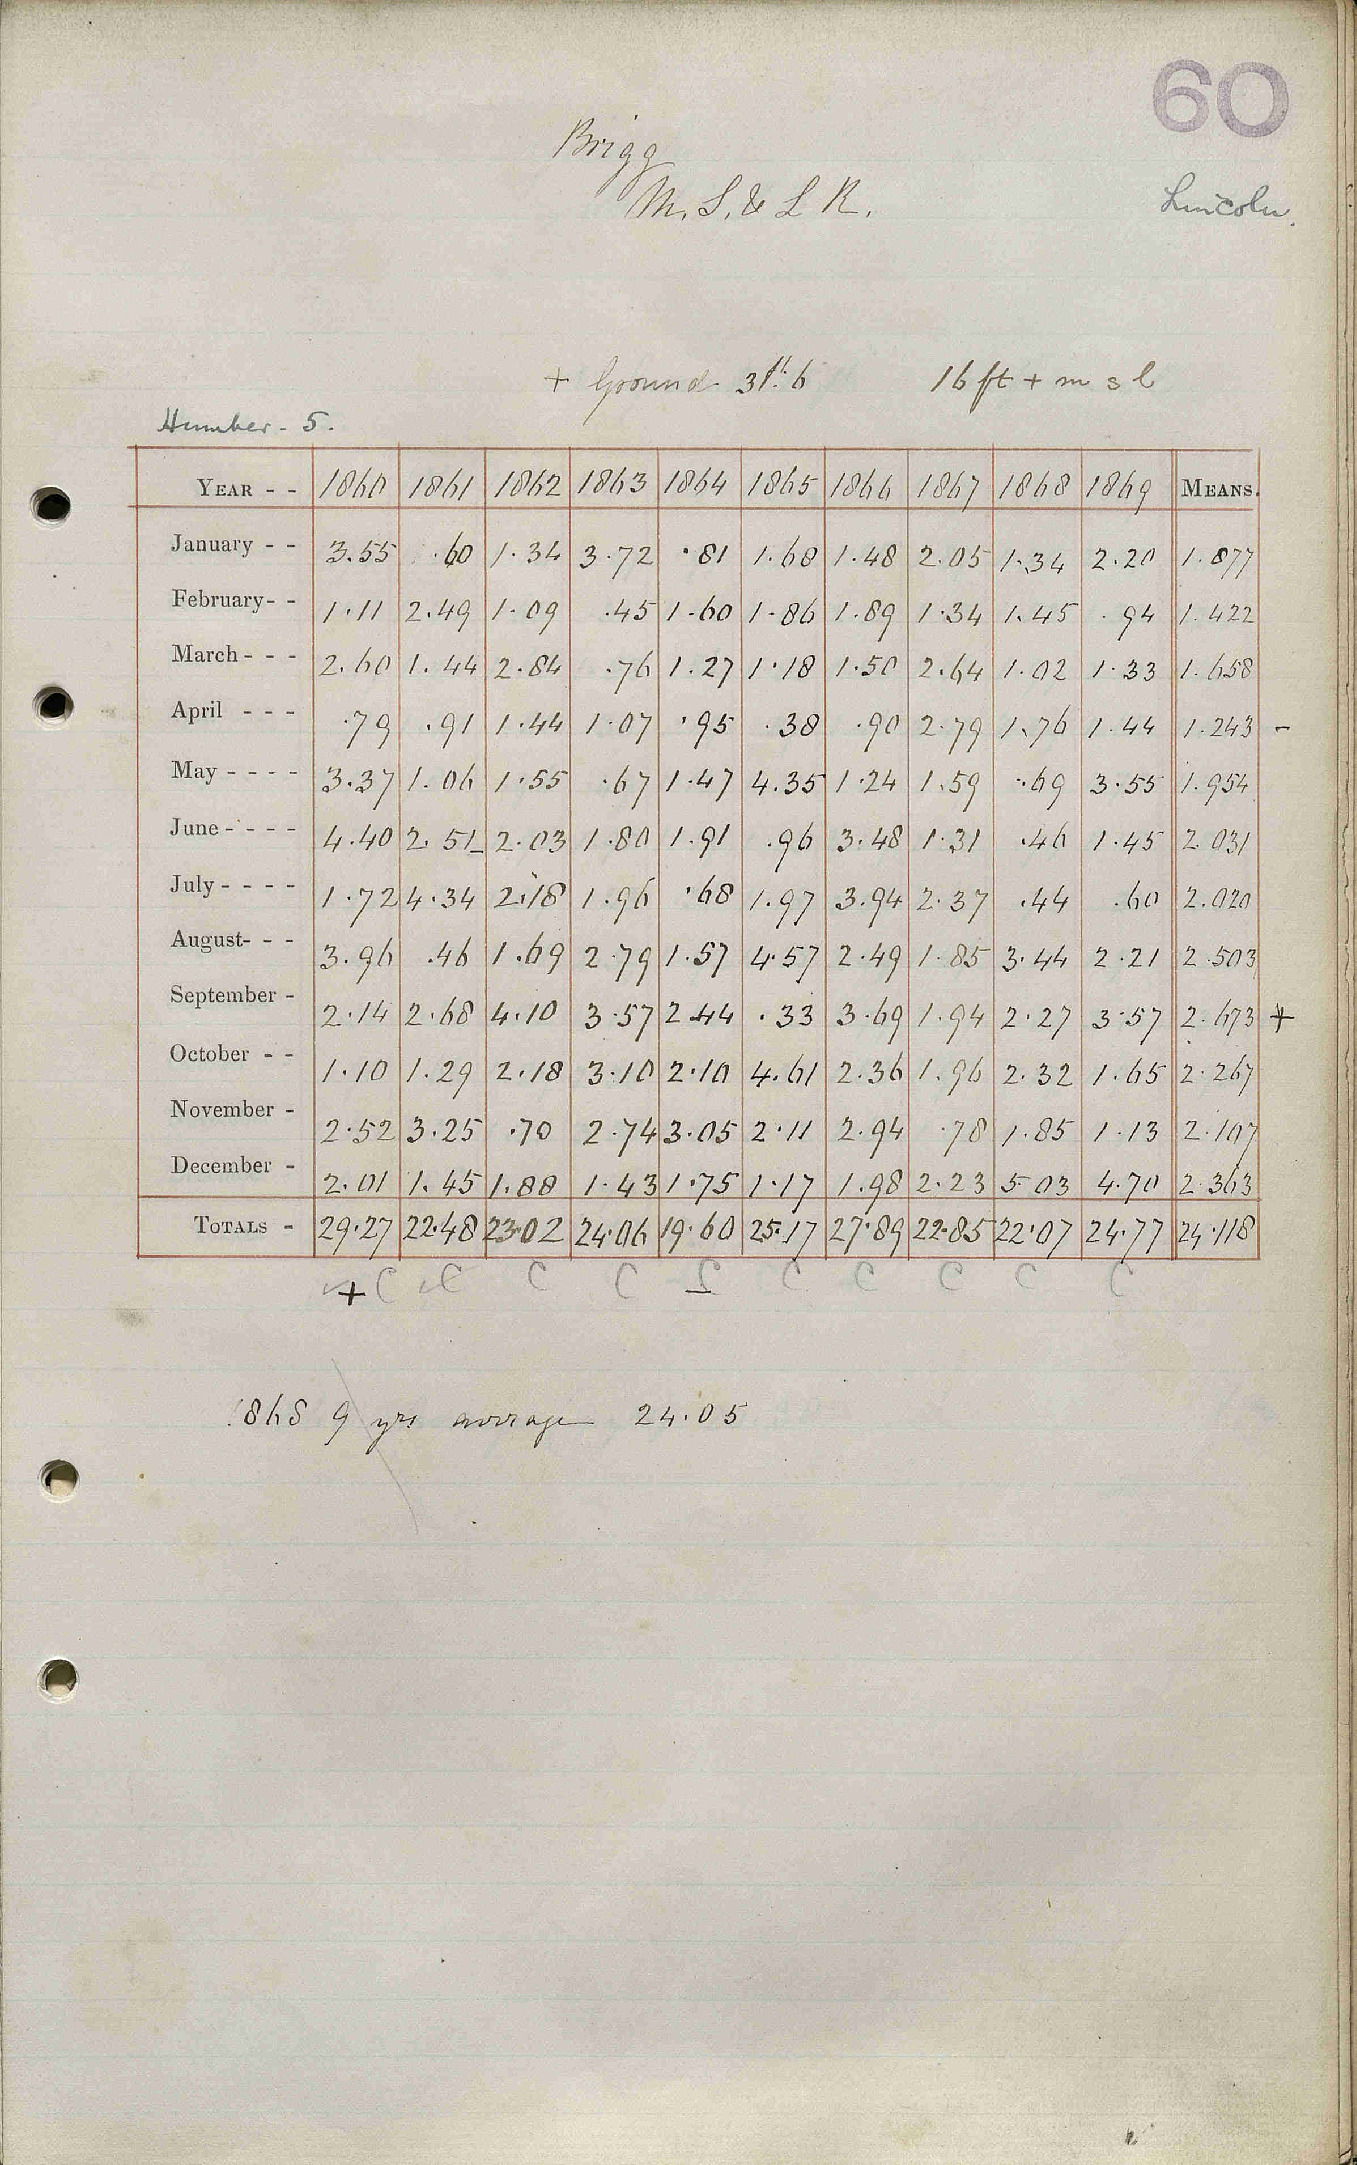 60
Brigg
M. S. & L R.
Lincoln.
+ Ground 3ft 6 16 ft + m s l
Humber - 5.
YEAR - - 1860 1861 1862 1863 1864 1865 1866 1867 1868 1869 MEANS.
January - - 3.55 .60 1.34 3.72 .81 1.68 1.48 2.05 1.34 2.20 1.877
February- - 1.11 2.49 1.09 .45 1.60 1.86 1.89 1.34 1.45 .94 1.422
March - - - 2.60 1.44 2.84 .76 1.27 1.18 1.50 2.64 1.02 1.33 1.658
April - - - .79 .91 1.44 1.07 .95 .38 .90 2.79 1.76 1.44 1.243 -
May - - - - 3.37 1.06 1.55 .67 1.47 4.35 1.24 1.59 .69 3.55 1.954
June - - - - 4.40 2.51 2.03 1.80 1.91 .96 3.48 1.31 .46 1.45 2.031
July - - - - 1.72 4.34 2.18 1.96 .68 1.97 3.94 2.37 .44 .60 2.020
August- - - 3.96 .46 1.69 2.79 1.57 4.57 2.49 1.85 3.44 2.21 2.503
September - 2.14 2.68 4.10 3.57 2.44 .33 3.69 1.94 2.27 3.57 2.673 +
October - - 1.10 1.29 2.18 3.10 2.10 4.61 2.36 1.96 2.32 1.65 2.267
November - 2.52 3.25 .70 2.74 3.05 2.11 2.94 .78 1.85 1.13 2.107
December - 2.01 1.45 1.88 1.43 1.75 1.17 1.98 2.23 5.03 4.70 2.363
TOTALS - 29.27 22.48 23.02 24.06 19.60 25.17 27.89 22.85 22.07 24.77 24.118
+ -
1868 9 yrs average 24.05